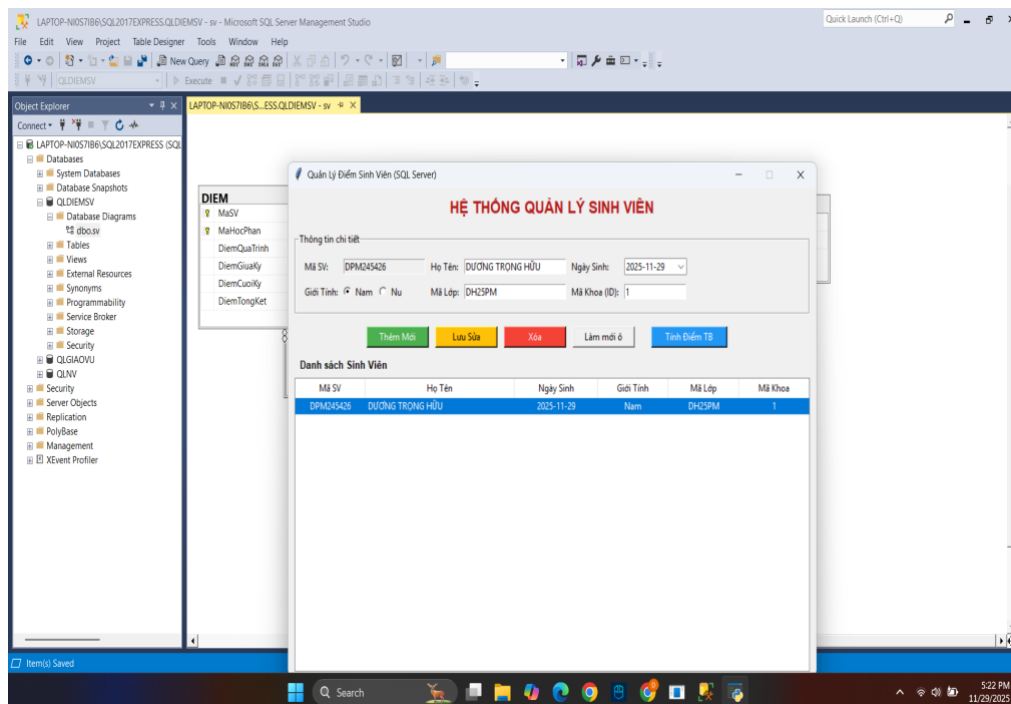 LAPTOP-NI0S7IB6\SQL2017EXPRESS.QLDIEMSV - sv - Microsoft SQL Server Management Studio
Quick Launch (Ctrl+Q)
File Edit View Project Table Designer Tools Window Help
New Query
QLDIEMSV
Execute
Object Explorer
LAPTOP-NI0S7IB6\S...ESS.QLDIEMSV - sv
Connect
LAPTOP-NI0S7IB6\SQL2017EXPRESS (SQL
Databases
System Databases
Database Snapshots
QLDIEMSV
Database Diagrams
dbo.sv
Tables
Views
External Resources
Synonyms
Programmability
Service Broker
Storage
Security
QLGIAOVU
QLNV
Security
Server Objects
Replication
PolyBase
Management
XEvent Profiler
DIEM
MaSV
MaHocPhan
DiemQuaTrinh
DiemGiuaKy
DiemCuoiKy
DiemTongKet
Quản Lý Điểm Sinh Viên (SQL Server)
HỆ THỐNG QUẢN LÝ SINH VIÊN
Thông tin chi tiết
Mã SV: DPM245426 Họ Tên: DƯƠNG TRỌNG HỮU Ngày Sinh: 2025-11-29
Giới Tính: Nam Nu Mã Lớp: DH25PM Mã Khoa (ID): 1
Thêm Mới Lưu Sửa Xóa Làm mới ô Tính Điểm TB
Danh sách Sinh Viên
Mã SV Họ Tên Ngày Sinh Giới Tính Mã Lớp Mã Khoa
DPM245426 DƯƠNG TRỌNG HỮU 2025-11-29 Nam DH25PM 1
Item(s) Saved
Search
5:22 PM
11/29/2025